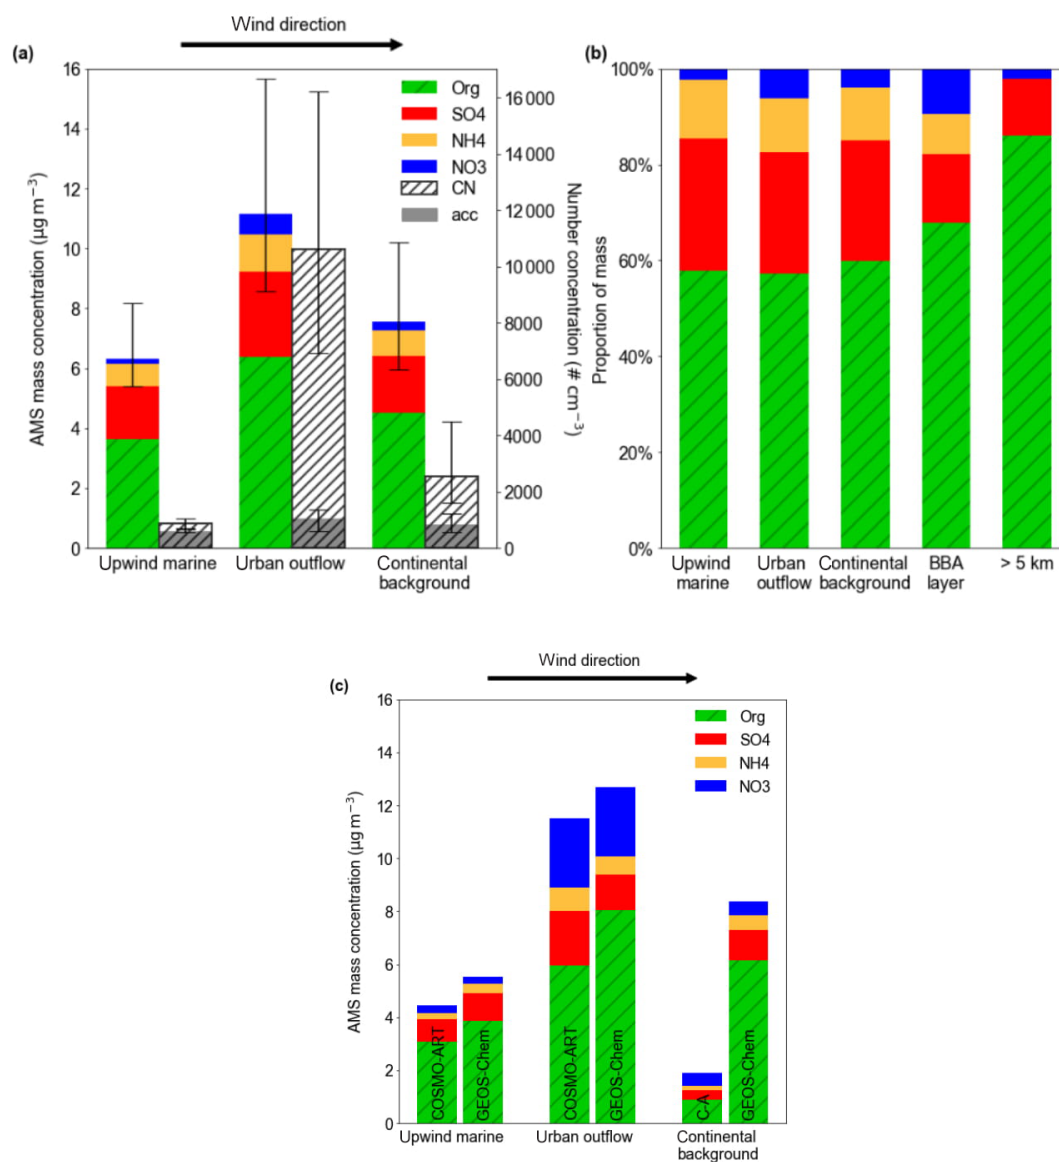 Wind direction
(a)
16
14
12
10
8
6
4
2
0
AMS mass concentration (µg m⁻³)
Org
SO4
NH4
NO3
CN
acc
16 000
14 000
12 000
10 000
8000
6000
4000
2000
0
Number concentration (# cm⁻³)
Upwind marine
Urban outflow
Continental
background
(b)
100%
80%
60%
40%
20%
0%
Proportion of mass
Upwind
marine
Urban
outflow
Continental
background
BBA
layer
> 5 km
Wind direction
(c)
16
14
12
10
8
6
4
2
0
AMS mass concentration (µg m⁻³)
Org
SO4
NH4
NO3
COSMO-ART
GEOS-Chem
COSMO-ART
GEOS-Chem
C-A
GEOS-Chem
Upwind marine
Urban outflow
Continental
background